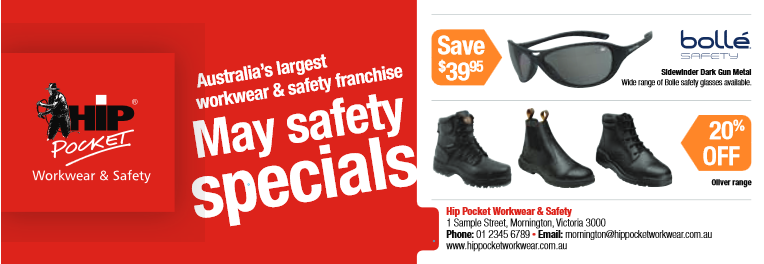 HIP®
POCKET
Workwear & Safety
Australia's largest
workwear & safety franchise
May safety
specials
Save
$39⁹⁵
bollé
SAFETY
Sidewinder Dark Gun Metal
Wide range of Bolle safety glasses available.
20%
OFF
Oliver range
Hip Pocket Workwear & Safety
1 Sample Street, Mornington, Victoria 3000
Phone: 01 2345 6789 • Email: mornington@hippocketworkwear.com.au
www.hippocketworkwear.com.au